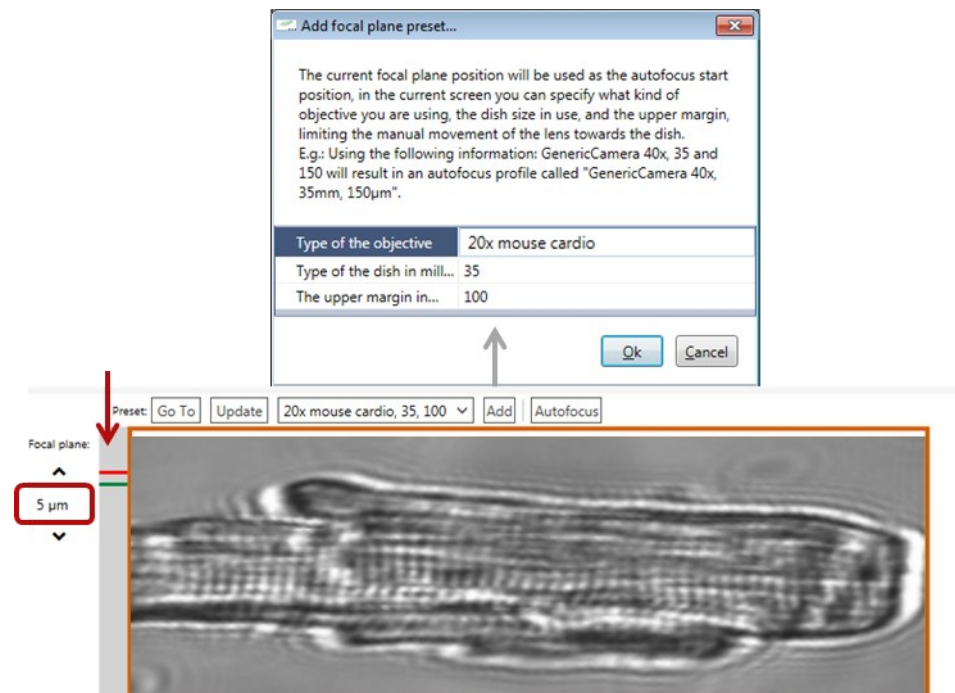 Add focal plane preset...
The current focal plane position will be used as the autofocus start
position, in the current screen you can specify what kind of
objective you are using, the dish size in use, and the upper margin,
limiting the manual movement of the lens towards the dish.
E.g.: Using the following information: GenericCamera 40x, 35 and
150 will result in an autofocus profile called "GenericCamera 40x,
35mm, 150µm".
Type of the objective 20x mouse cardio
Type of the dish in mill... 35
The upper margin in... 100
Ok Cancel
Preset: Go To Update 20x mouse cardio, 35, 100 Add Autofocus
Focal plane:
5 µm